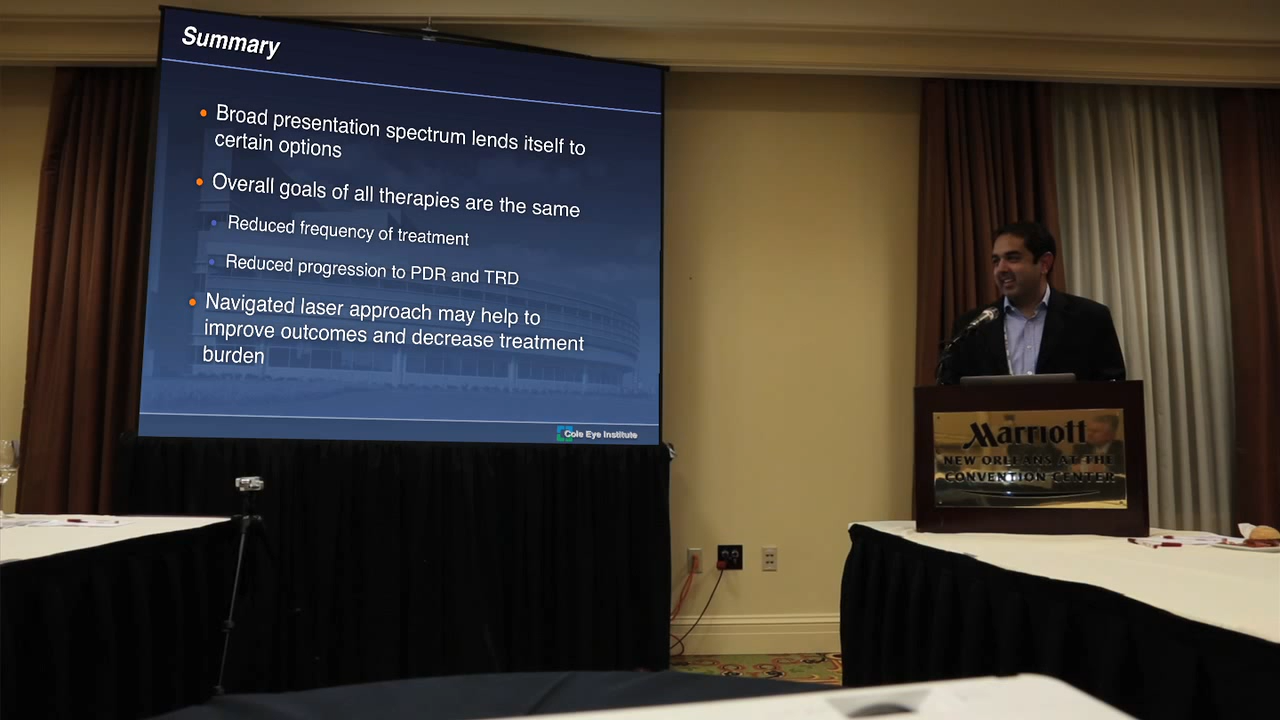 Summary
Broad presentation spectrum lends itself to
certain options
Overall goals of all therapies are the same
Reduced frequency of treatment
Reduced progression to PDR and TRD
Navigated laser approach may help to
improve outcomes and decrease treatment
burden
Cole Eye Institute
Marriott
NEW ORLEANS AT THE
CONVENTION CENTER